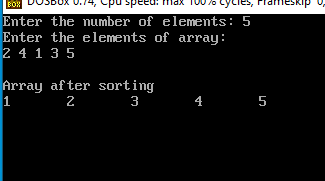 BOX
DOSBox 0.74, Cpu speed: max 100% cycles, Frameskip 0,
Enter the number of elements: 5
Enter the elements of array:
2 4 1 3 5
Array after sorting
1 2 3 4 5